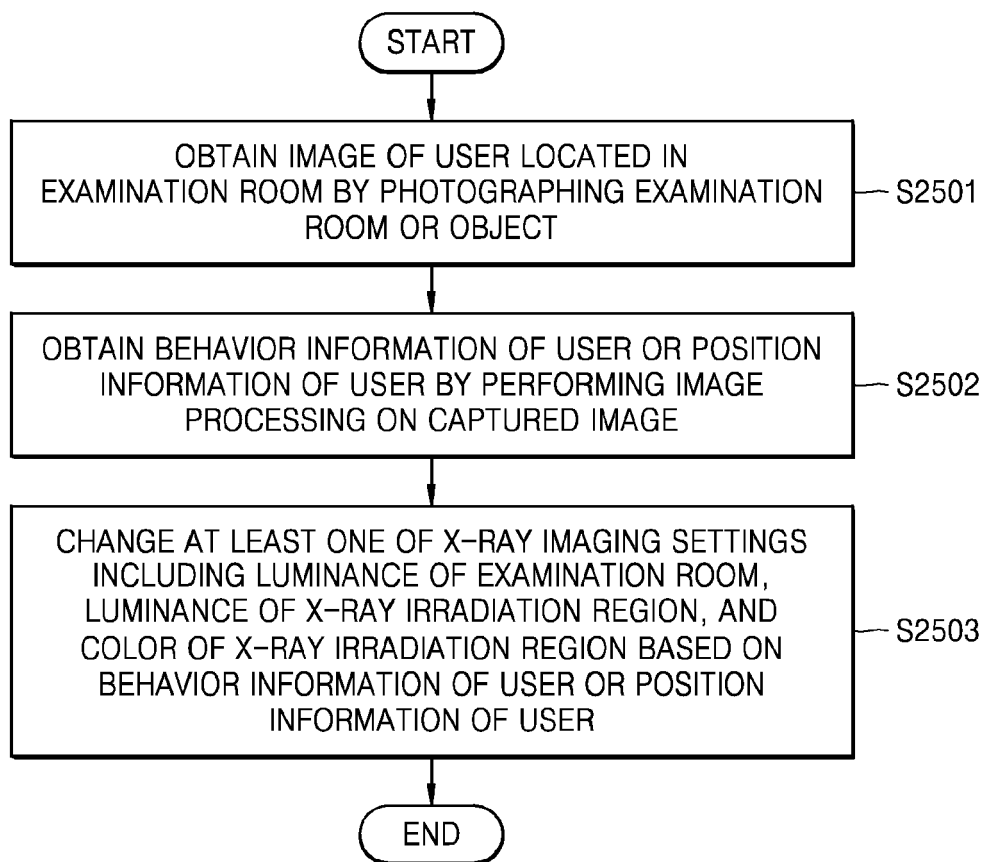 START
OBTAIN IMAGE OF USER LOCATED IN
EXAMINATION ROOM BY PHOTOGRAPHING EXAMINATION
ROOM OR OBJECT
S2501
OBTAIN BEHAVIOR INFORMATION OF USER OR POSITION
INFORMATION OF USER BY PERFORMING IMAGE
PROCESSING ON CAPTURED IMAGE
S2502
CHANGE AT LEAST ONE OF X-RAY IMAGING SETTINGS
INCLUDING LUMINANCE OF EXAMINATION ROOM,
LUMINANCE OF X-RAY IRRADIATION REGION, AND
COLOR OF X-RAY IRRADIATION REGION BASED ON
BEHAVIOR INFORMATION OF USER OR POSITION
INFORMATION OF USER
S2503
END